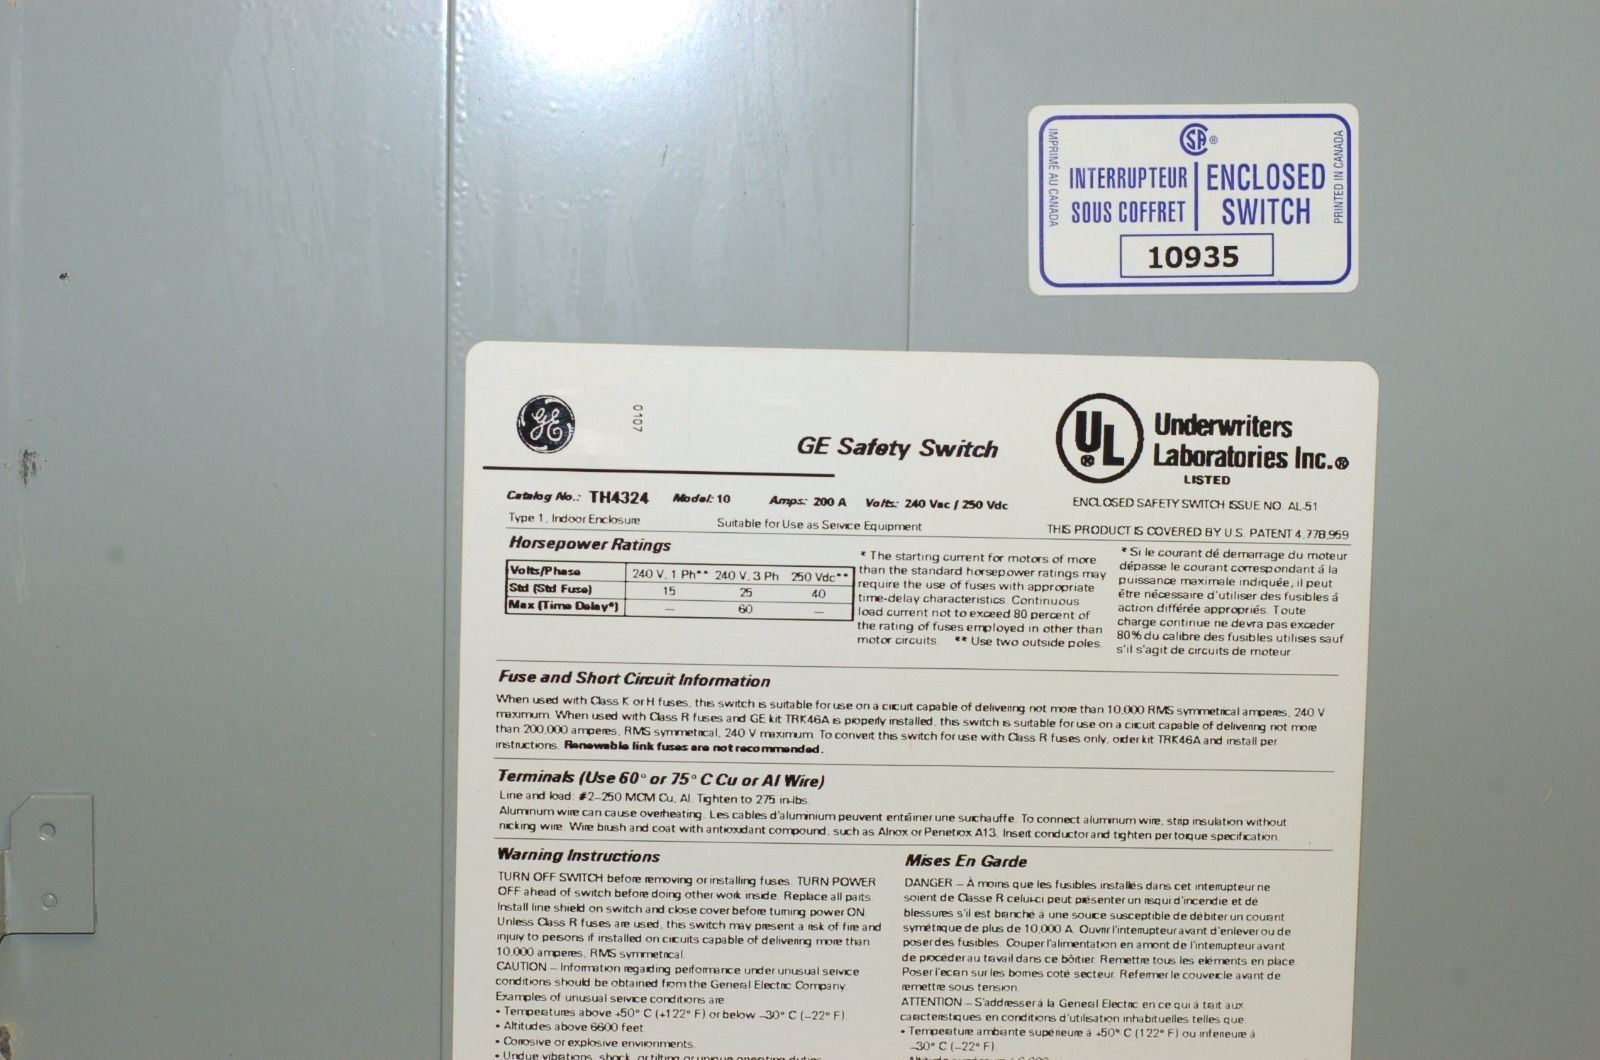 IMPRIMÉ AU CANADA
SA ®
INTERRUPTEUR
SOUS COFFRET
ENCLOSED
SWITCH
PRINTED IN CANADA
10935
GE
0107
GE Safety Switch
UL ®
Underwriters
Laboratories Inc.®
LISTED
ENCLOSED SAFETY SWITCH ISSUE NO. AL-51
Catalog No.: TH4324 Model: 10 Amps: 200 A Volts: 240 Vac / 250 Vdc
Type 1, Indoor Enclosure Suitable for Use as Service Equipment
THIS PRODUCT IS COVERED BY U.S. PATENT 4,778,959
Horsepower Ratings
Volts/Phase 240 V, 1 Ph** 240 V, 3 Ph 250 Vdc**
Std (Std Fuse) 15 25 40
Max (Time Delay*) — 60 —
* The starting current for motors of more
than the standard horsepower ratings may
require the use of fuses with appropriate
time-delay characteristics. Continuous
load current not to exceed 80 percent of
the rating of fuses employed in other than
motor circuits. ** Use two outside poles.
* Si le courant dé demarrage du moteur
dépasse le courant correspondant á la
puissance maximale indiquée, il peut
être nécessaire d'utiliser des fusibles á
action différée appropriés. Toute
charge continue ne devra pas exceder
80% du calibre des fusibles utilises sauf
s'il s'agit de circuits de moteur.
Fuse and Short Circuit Information
When used with Class K or H fuses, this switch is suitable for use on a circuit capable of delivering not more than 10,000 RMS symmetrical amperes, 240 V
maximum. When used with Class R fuses and GE kit TRK46A is properly installed, this switch is suitable for use on a circuit capable of delivering not more
than 200,000 amperes, RMS symmetrical, 240 V maximum. To convert this switch for use with Class R fuses only, order kit TRK46A and install per
instructions. Renewable link fuses are not recommended.
Terminals (Use 60° or 75° C Cu or Al Wire)
Line and load: #2–250 MCM Cu, Al. Tighten to 275 in-lbs.
Aluminum wire can cause overheating. Les cables d'aluminium peuvent entrâiner une surchauffe. To connect aluminum wire, strip insulation without
nicking wire. Wire brush and coat with antioxidant compound, such as Alnox or Penetrox A13. Insert conductor and tighten per torque specification.
Warning Instructions
TURN OFF SWITCH before removing or installing fuses. TURN POWER
OFF ahead of switch before doing other work inside. Replace all parts.
Install line shield on switch and close cover before turning power ON.
Unless Class R fuses are used, this switch may present a risk of fire and
injury to persons if installed on circuits capable of delivering more than
10,000 amperes, RMS symmetrical.
CAUTION – Information regarding performance under unusual service
conditions should be obtained from the General Electric Company.
Examples of unusual service conditions are
• Temperatures above +50° C (+122° F) or below –30° C (–22° F).
• Altitudes above 6600 feet.
• Corrosive or explosive environments.
• Undue vibrations, shock, or tilting or unique operating duties.
Mises En Garde
DANGER – À moins que les fusibles installés dans cet interrupteur ne
soient de Classe R celui-ci peut présenter un risqui d'incendie et dé
blessures s'il est branché à une source susceptible de débiter un courant
symétrique de plus de 10,000 A. Ouvrir l'interrupteur avant d'enlever ou de
poser des fusibles. Couper l'alimentation en amont de l'interrupteur avant
de procéder au travail dans ce bôitier. Remettre tous les eléments en place.
Poser l'ecran sur les bornes coté secteur. Refermer le couvercle avant de
remettre sous tension.
ATTENTION – S'addresser à la General Electric en ce qui à trait aux
caracteristiques en conditions d'utilisation inhabituelles telles que
• Temperature ambiante superieure à +50° C (122° F) ou inferieure à
–30° C (–22° F).